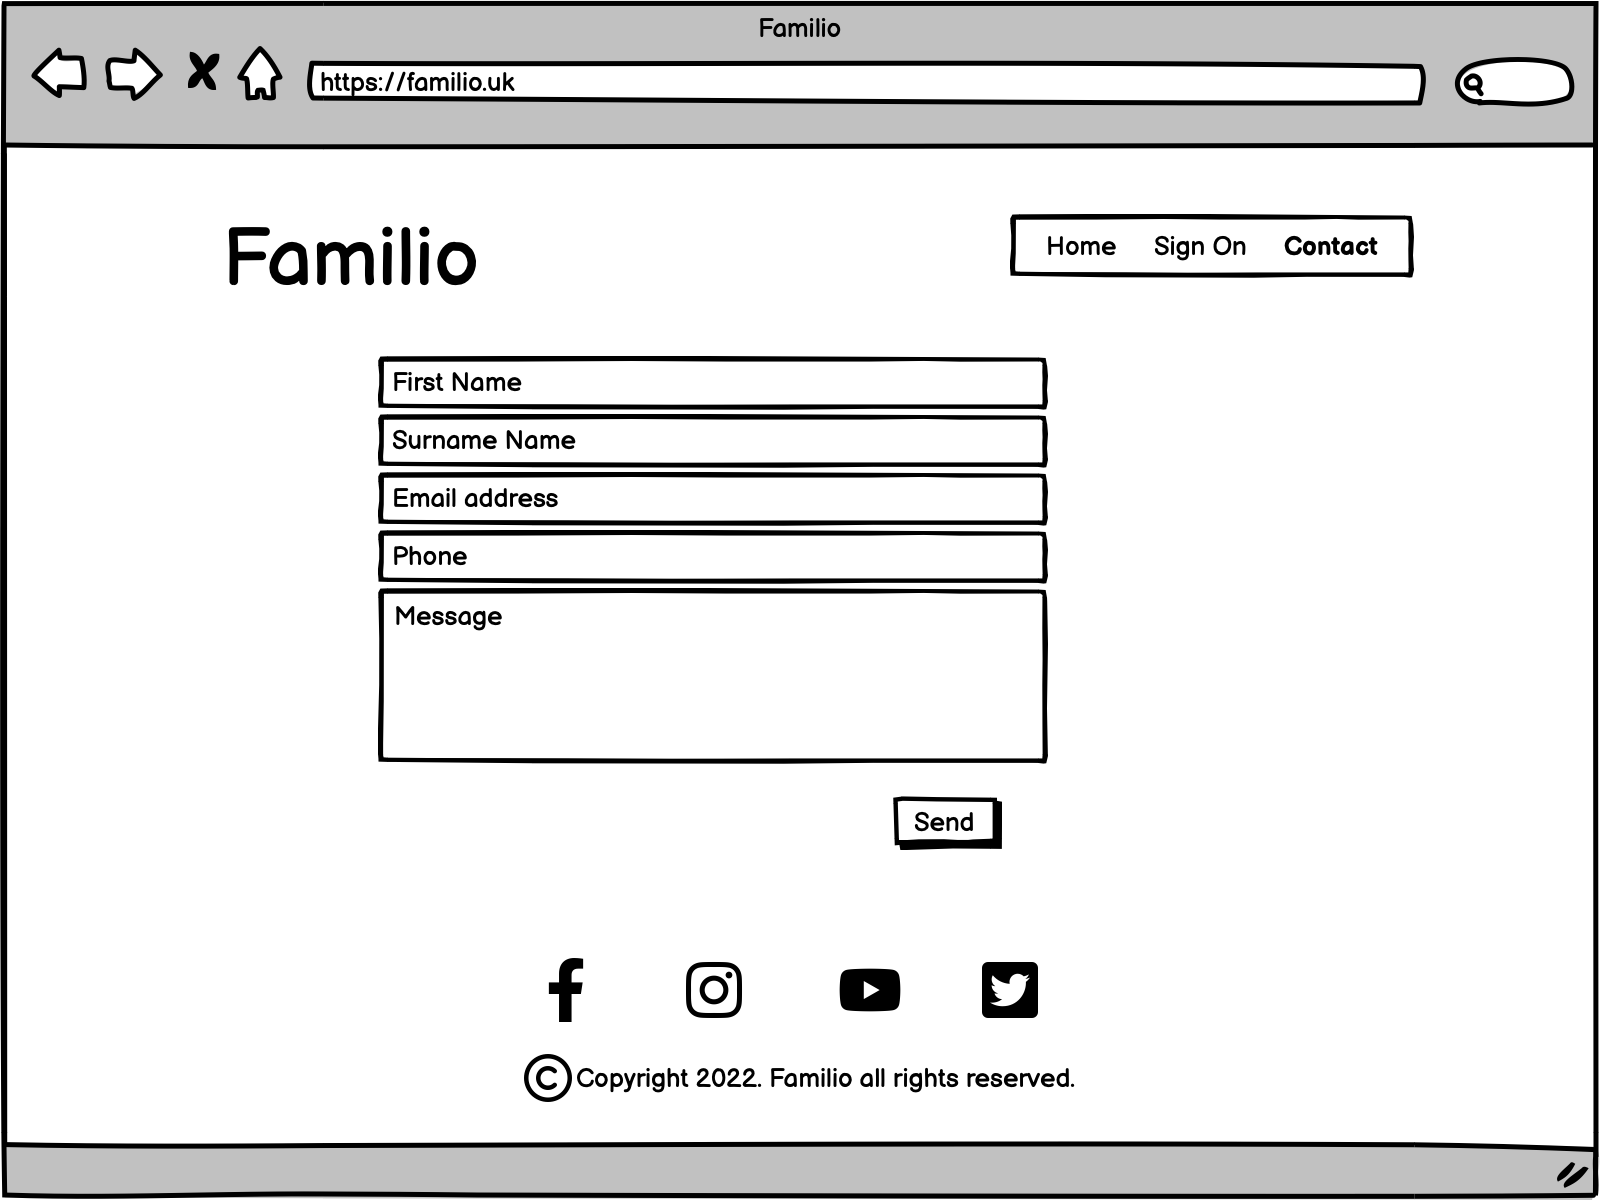 Familio
https://familio.uk
Familio
Home Sign On Contact
First Name
Surname Name
Email address
Phone
Message
Send
© Copyright 2022. Familio all rights reserved.